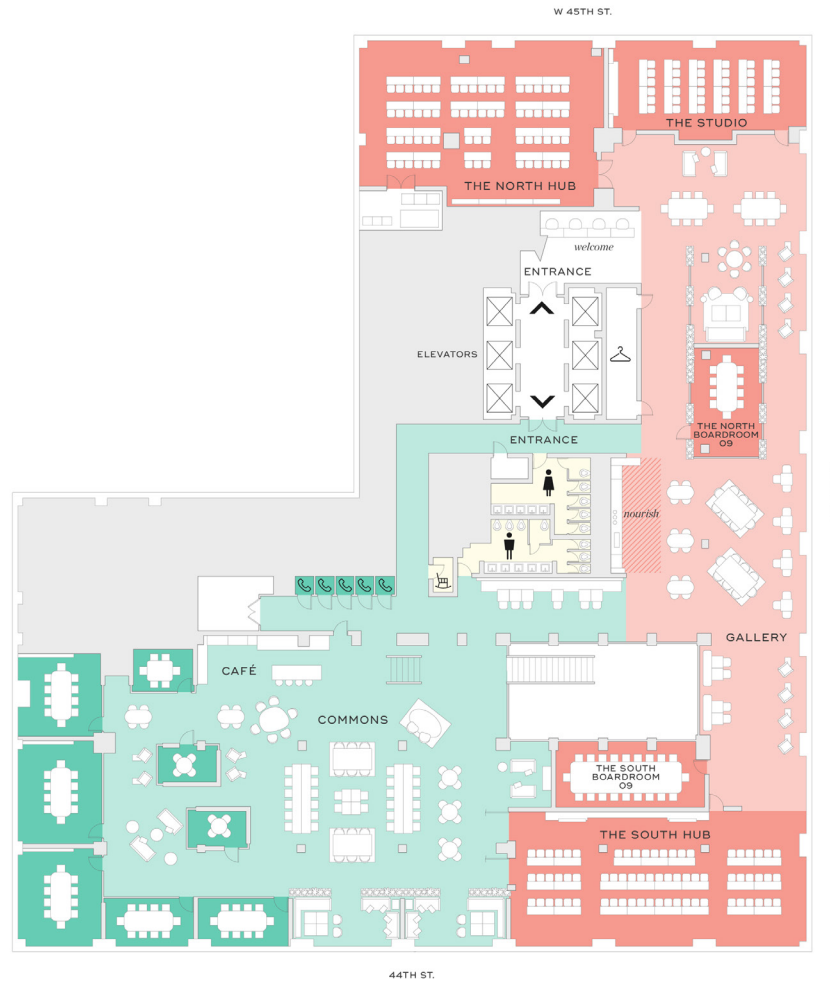 W 45TH ST.
THE STUDIO
THE NORTH HUB
welcome
ENTRANCE
ELEVATORS
THE NORTH
BOARDROOM
09
ENTRANCE
nourish
GALLERY
CAFÉ
COMMONS
THE SOUTH
BOARDROOM
09
THE SOUTH HUB
44TH ST.